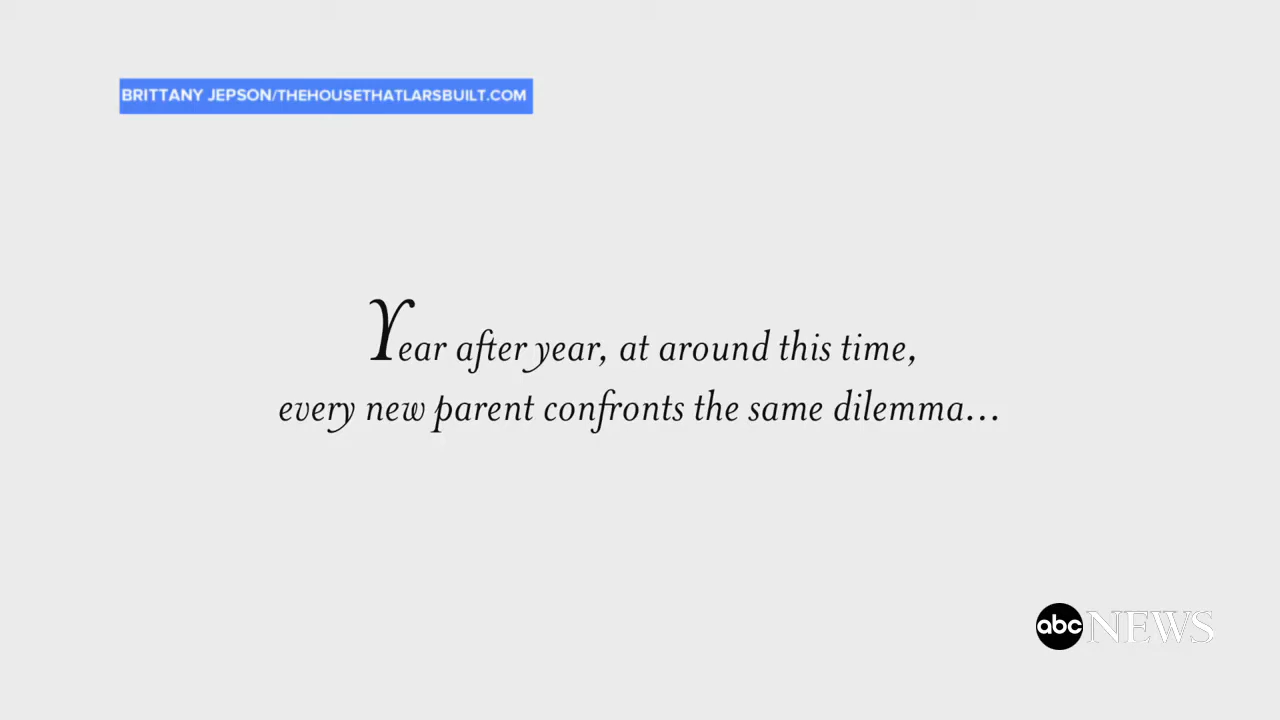 BRITTANY JEPSON/THEHOUSETHATLARSBUILT.COM
Year after year, at around this time,
every new parent confronts the same dilemma...
abc NEWS